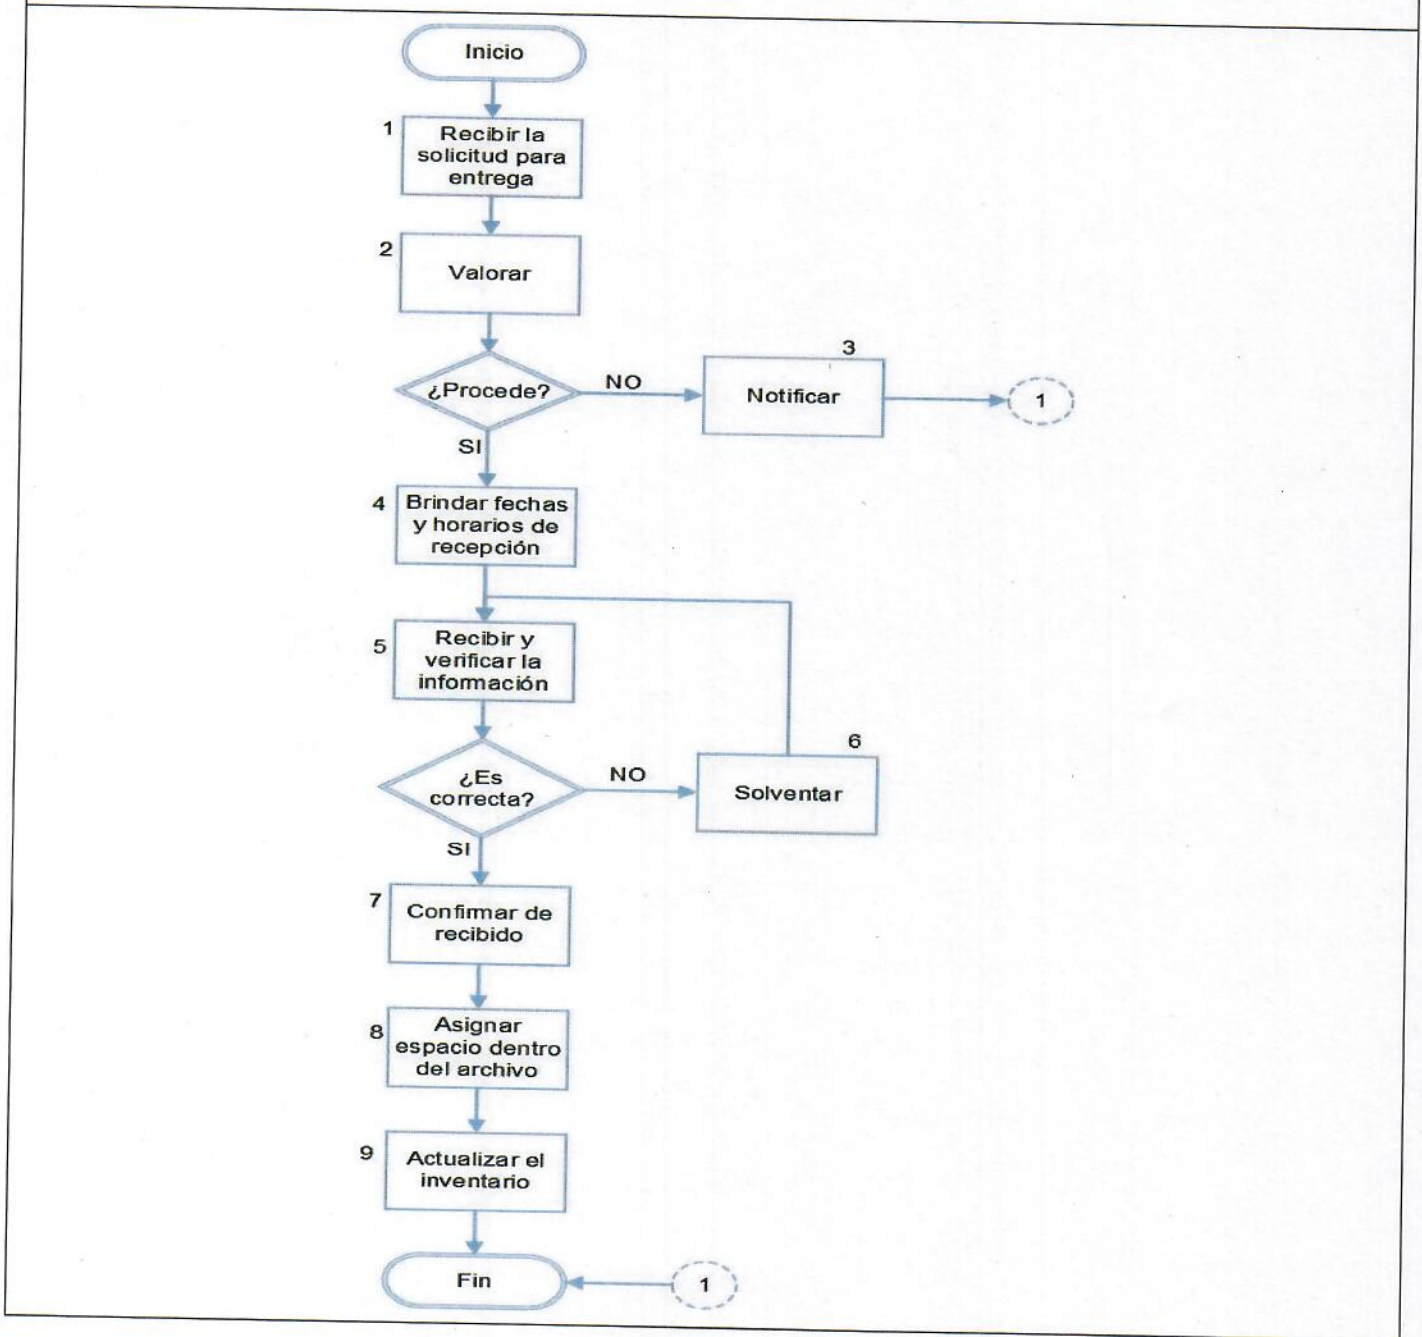 Inicio
1
Recibir la
solicitud para
entrega
2
Valorar
¿Procede?
NO
3
Notificar
1
SI
4
Brindar fechas
y horarios de
recepción
5
Recibir y
verificar la
información
¿Es
correcta?
NO
6
Solventar
SI
7
Confirmar de
recibido
8
Asignar
espacio dentro
del archivo
9
Actualizar el
inventario
Fin
1